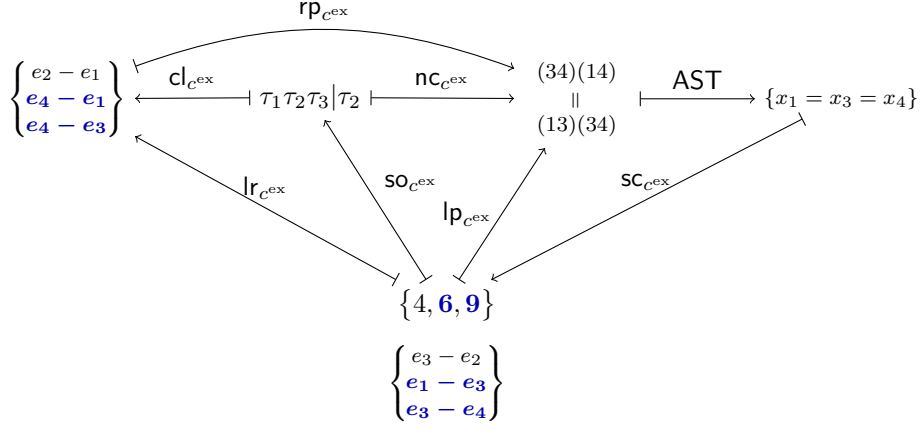 rp_{c^{ex}}
e_2 − e_1
e_4 − e_1
e_4 − e_3
cl_{c^{ex}}
τ_1τ_2τ_3|τ_2
nc_{c^{ex}}
(34)(14)
=
(13)(34)
AST
{x_1 = x_3 = x_4}
lr_{c^{ex}}
so_{c^{ex}}
lp_{c^{ex}}
sc_{c^{ex}}
{4, 6, 9}
e_3 − e_2
e_1 − e_3
e_3 − e_4